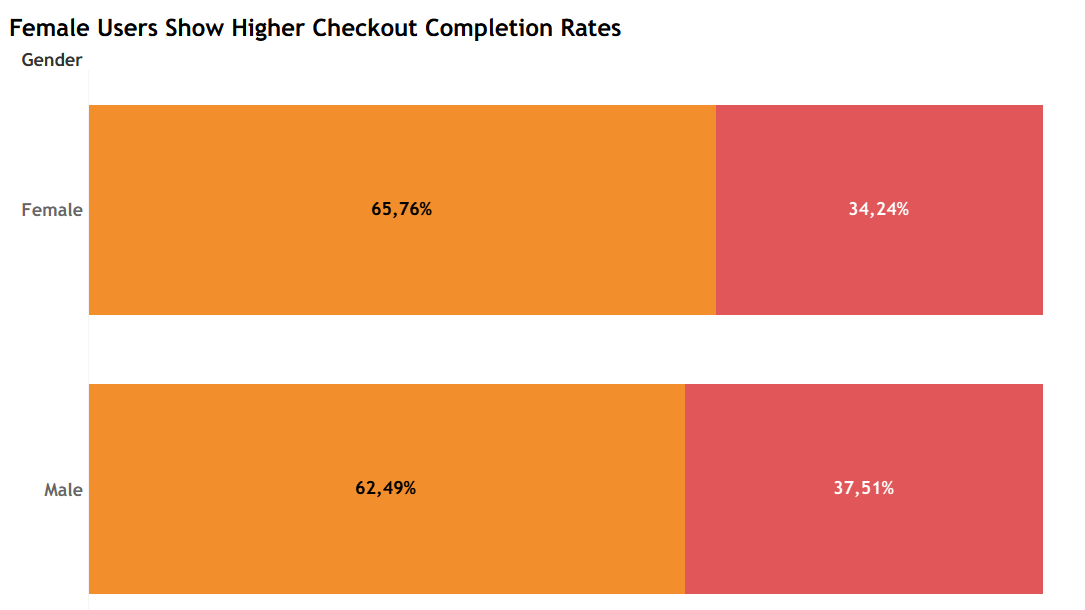 Female Users Show Higher Checkout Completion Rates
Gender
Female
65,76%
34,24%
Male
62,49%
37,51%